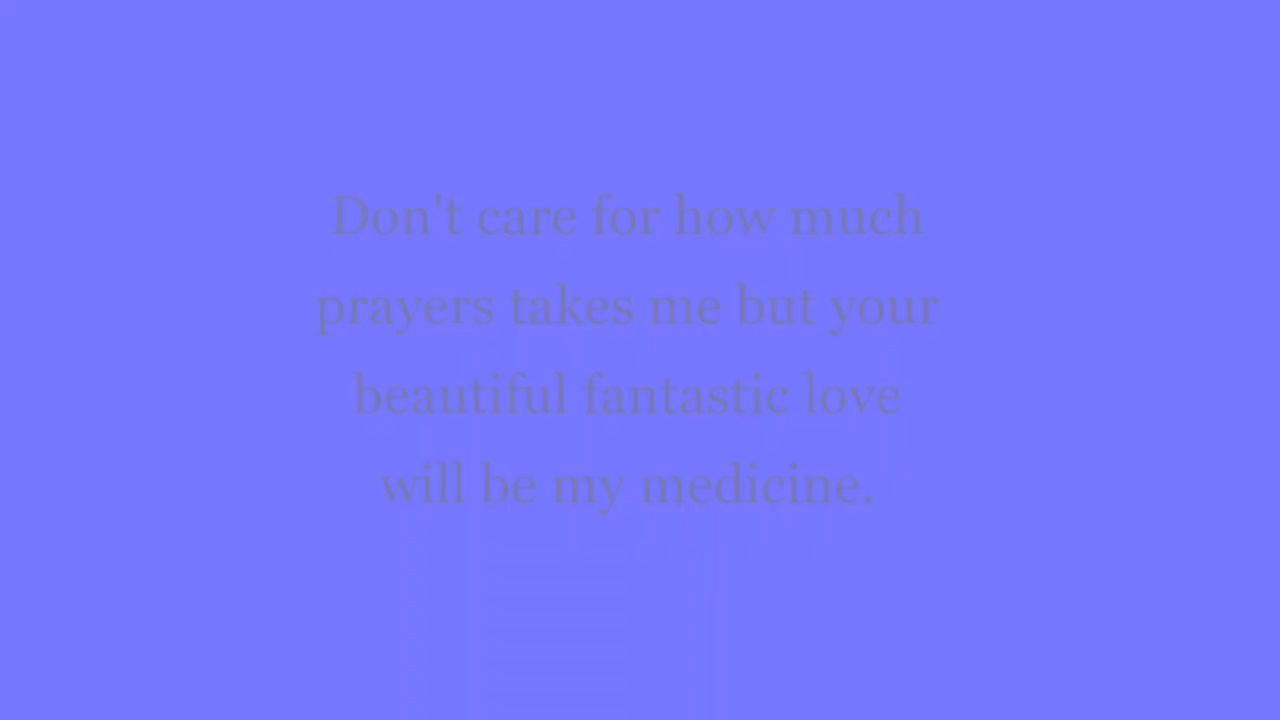 Don't care for how much
prayers takes me but your
beautiful fantastic love
will be my medicine.